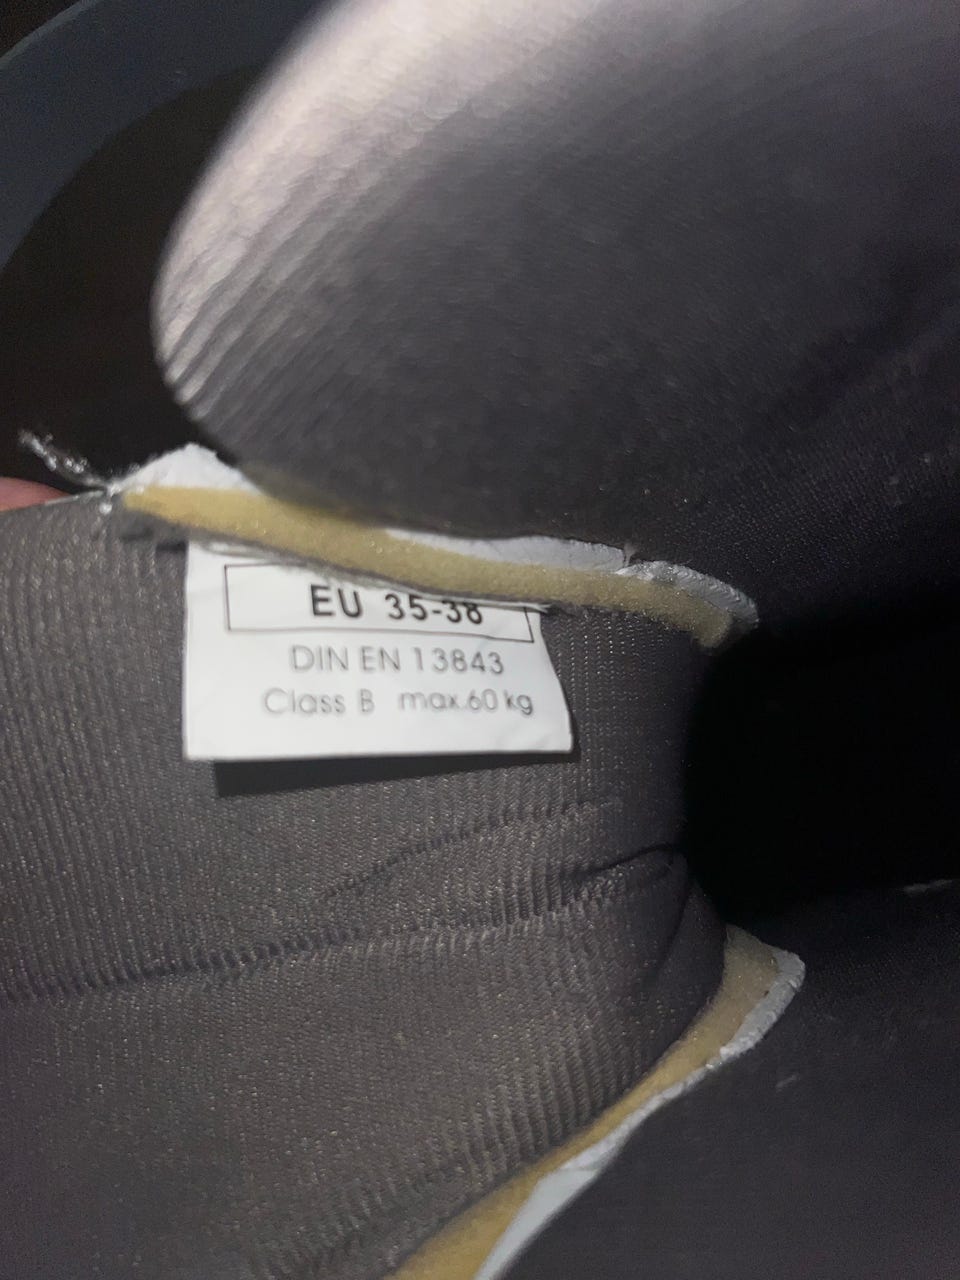 EU 35-38
DIN EN 13843
Class B max.60 kg